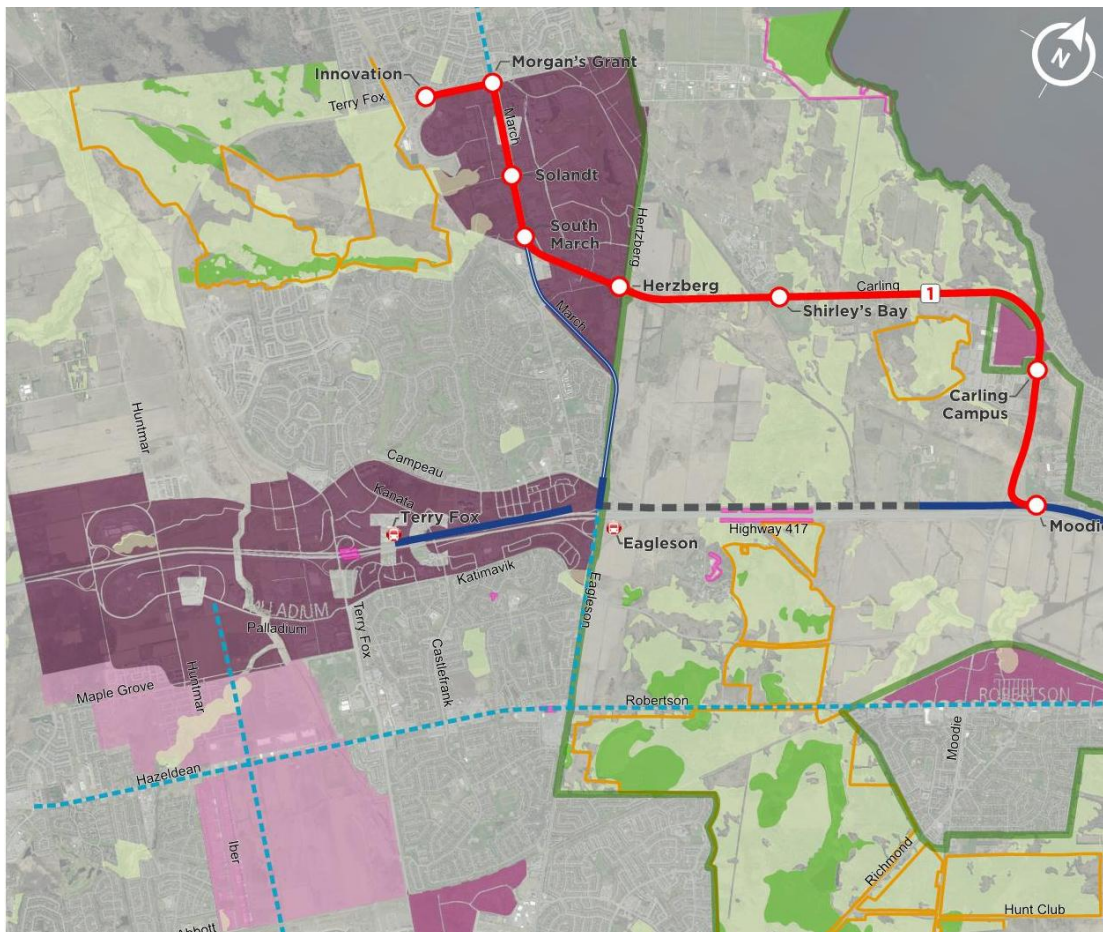 Morgan's Grant
Innovation
Terry Fox
March
Solandt
South
March
Hertzberg
Herzberg
Carling
1
Shirley's Bay
March
Carling
Campus
Huntmar
Campeau
Kanata
Terry Fox
Moodie
Highway 417
Eagleson
Katimavik
Eagleson
PALLADIUM
Palladium
Terry Fox
Castlefrank
Huntmar
Maple Grove
Robertson
ROBERTSON
Moodie
Hazeldean
Iber
Richmond
Hunt Club
Abbott
N